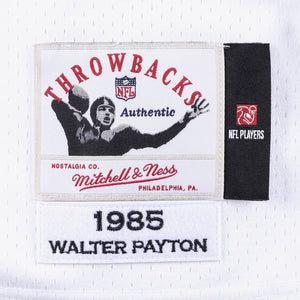 THROWBACKS
NFL
Authentic
NFL PLAYERS
NOSTALGIA CO.
Mitchell & Ness
PHILADELPHIA, PA.
1985
WALTER PAYTON